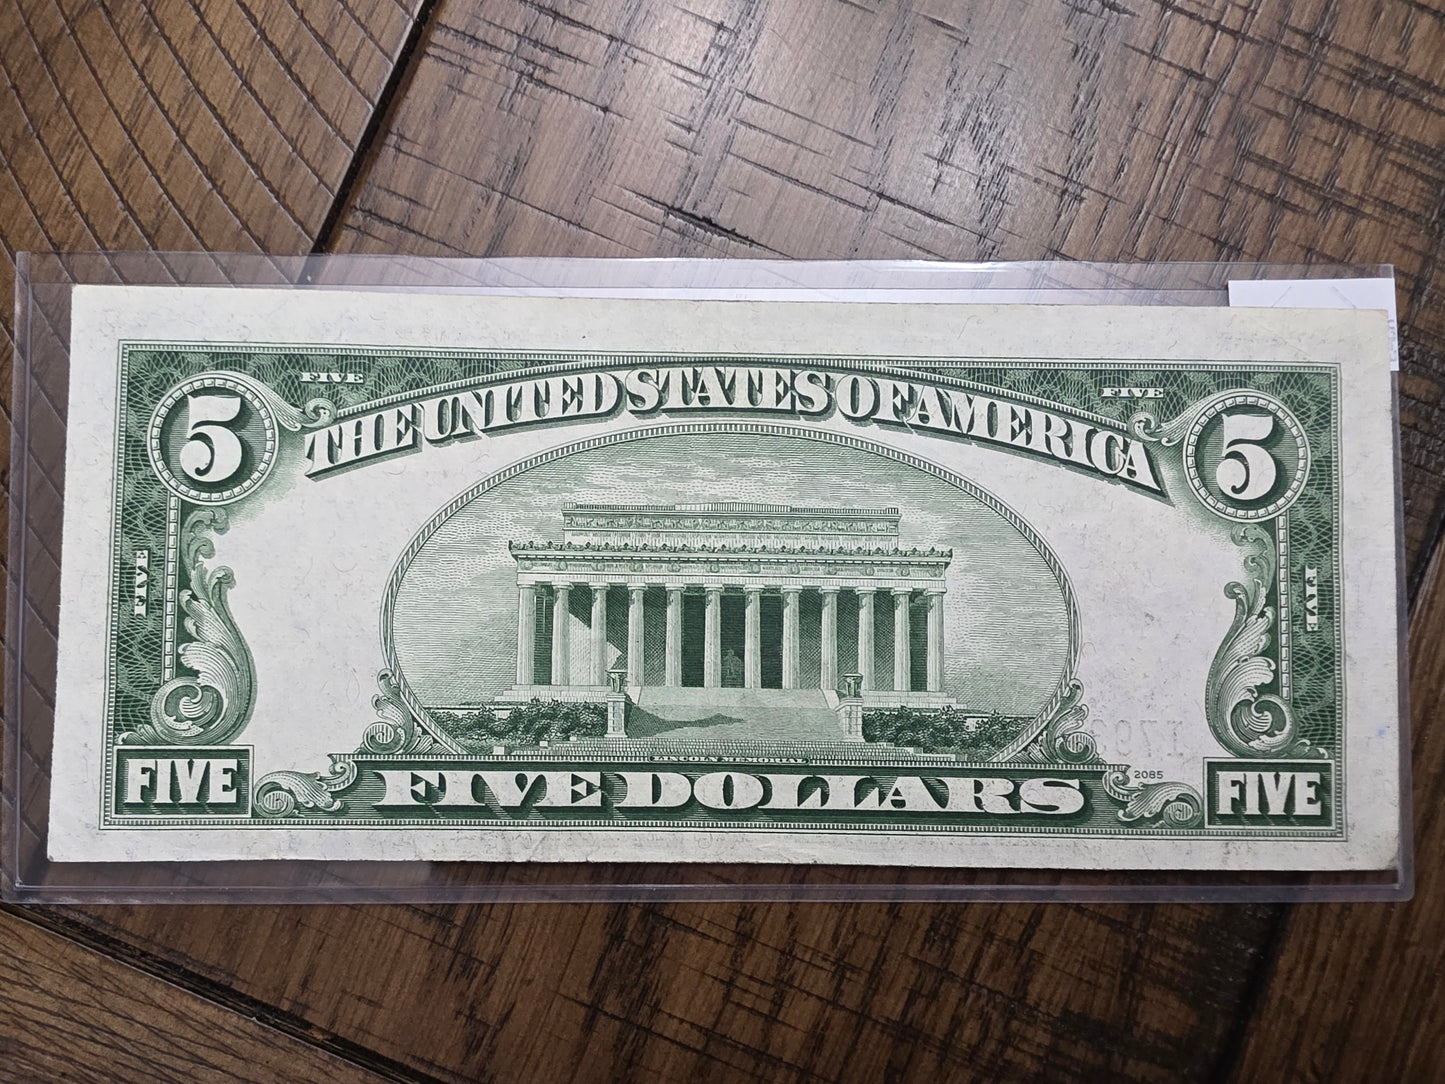 FIVE FIVE
5 THE UNITED STATES OF AMERICA 5
FIVE FIVE
LINCOLN MEMORIAL
2085
FIVE FIVE DOLLARS FIVE